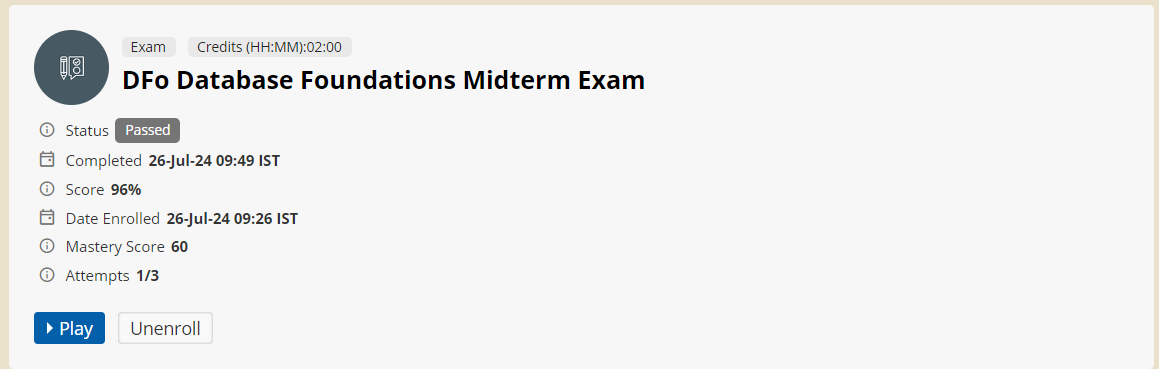 Exam Credits (HH:MM):02:00
DFo Database Foundations Midterm Exam
Status Passed
Completed 26-Jul-24 09:49 IST
Score 96%
Date Enrolled 26-Jul-24 09:26 IST
Mastery Score 60
Attempts 1/3
Play Unenroll